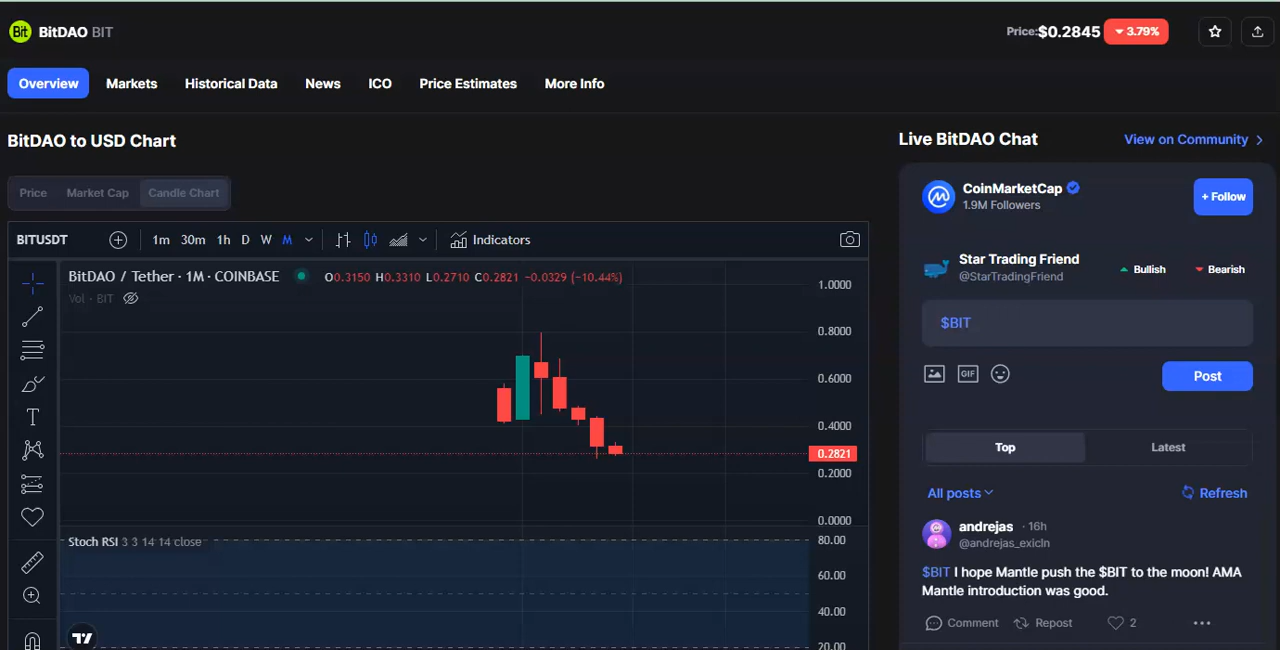 Bit BitDAO BIT Price:$0.2845 3.79%
Overview Markets Historical Data News ICO Price Estimates More Info
BitDAO to USD Chart
Price Market Cap Candle Chart
BITUSDT 1m 30m 1h D W M Indicators
BitDAO / Tether · 1M · COINBASE O0.3150 H0.3310 L0.2710 C0.2821 -0.0329 (-10.44%)
Vol · BIT
1.0000
0.8000
0.6000
0.4000
0.2821
0.2000
0.0000
Stoch RSI 3 3 14 14 close
80.00
60.00
40.00
20.00
Live BitDAO Chat View on Community
CoinMarketCap
1.9M Followers
+ Follow
Star Trading Friend
@StarTradingFriend
Bullish Bearish
$BIT
GIF
Post
Top Latest
All posts Refresh
andrejas · 16h
@andrejas_exicln
$BIT I hope Mantle push the $BIT to the moon! AMA
Mantle introduction was good.
Comment Repost 2